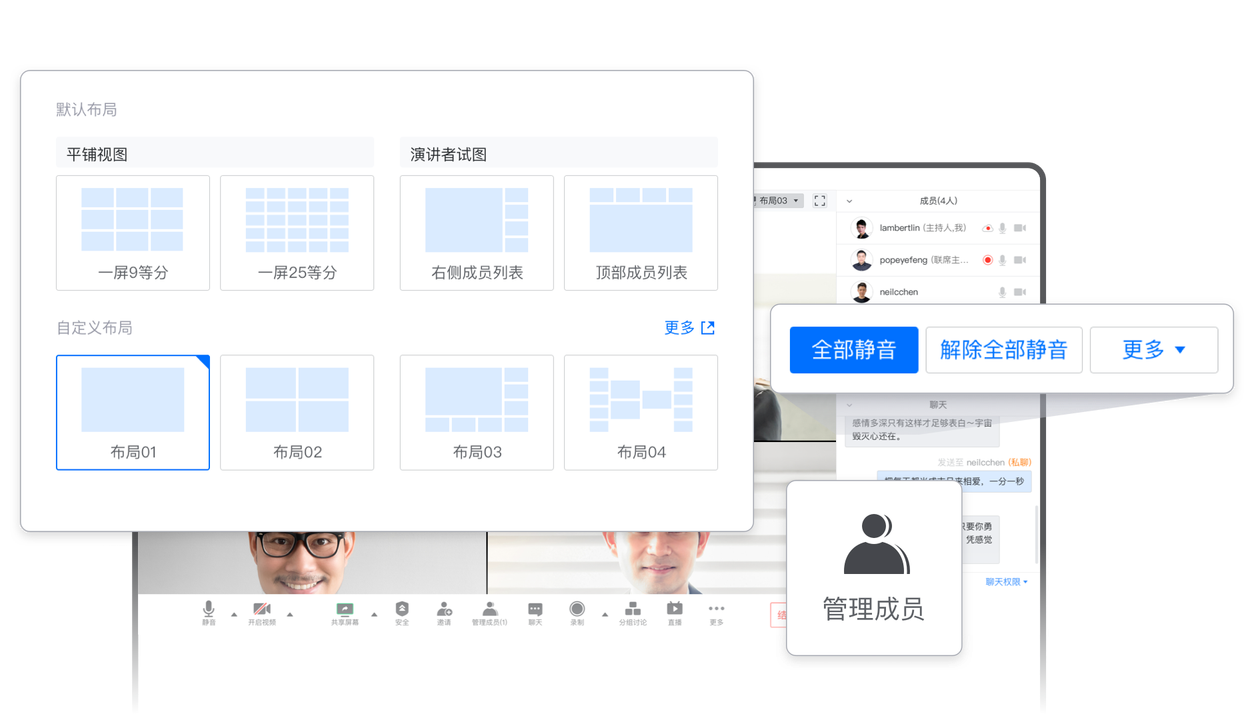 默认布局
平铺视图
演讲者试图
一屏9等分
一屏25等分
右侧成员列表
顶部成员列表
自定义布局
更多
布局01
布局02
布局03
布局04
布局03
成员(4人)
lambertlin (主持人,我)
popeyefeng (联席主...
neilcchen
全部静音
解除全部静音
更多
聊天
感情多深只有这样才足够表白～宇宙
毁灭心还在。
发送至 neilcchen (私聊)
来相爱，一分一秒
只要你勇
凭感觉
聊天权限
管理成员
静音
开启视频
共享屏幕
安全
邀请
管理成员(1)
聊天
录制
分组讨论
直播
更多
结